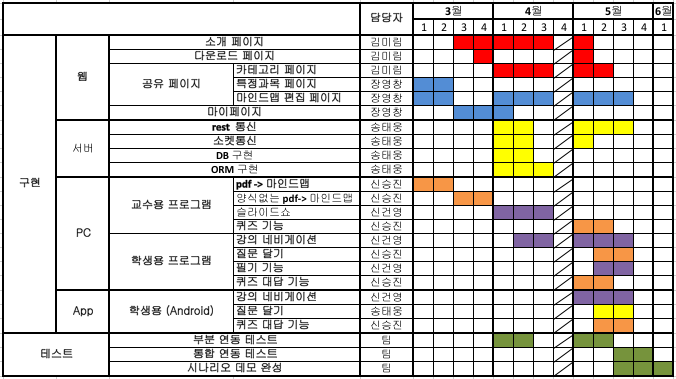 담당자 3월 4월 5월 6월
1 2 3 4 1 2 3 4 1 2 3 4 1
구현
웹
소개 페이지 김미림
다운로드 페이지 김미림
공유 페이지
카테고리 페이지 김미림
특정과목 페이지 장영창
마인드맵 편집 페이지 장영창
마이페이지 장영창
서버
rest 통신 송태웅
소켓통신 송태웅
DB 구현 송태웅
ORM 구현 송태웅
PC
교수용 프로그램
pdf -> 마인드맵 신승진
양식없는 pdf-> 마인드맵 신승진
슬라이드쇼 신건영
퀴즈 기능 신승진
학생용 프로그램
강의 네비게이션 신건영
질문 달기 신승진
필기 기능 신건영
퀴즈 대답 기능 신승진
App
학생용 (Android)
강의 네비게이션 신건영
질문 달기 송태웅
퀴즈 대답 기능 신승진
테스트
부분 연동 테스트 팀
통합 연동 테스트 팀
시나리오 데모 완성 팀